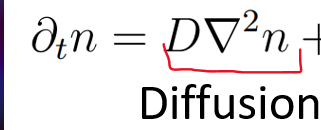 ∂ₜn = D∇²n +
Diffusion